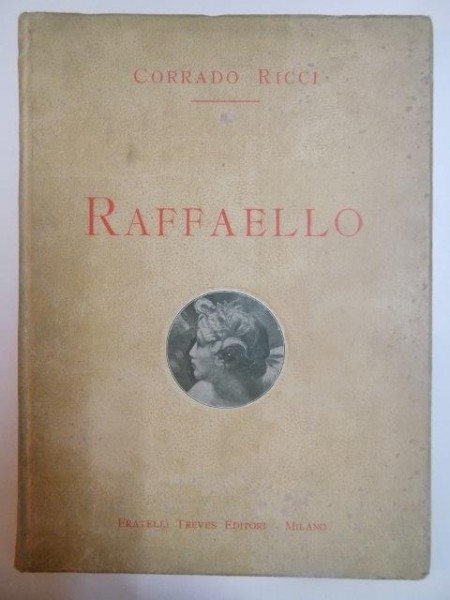 CORRADO RICCI
RAFFAELLO
FRATELLI TREVES EDITORI - MILANO